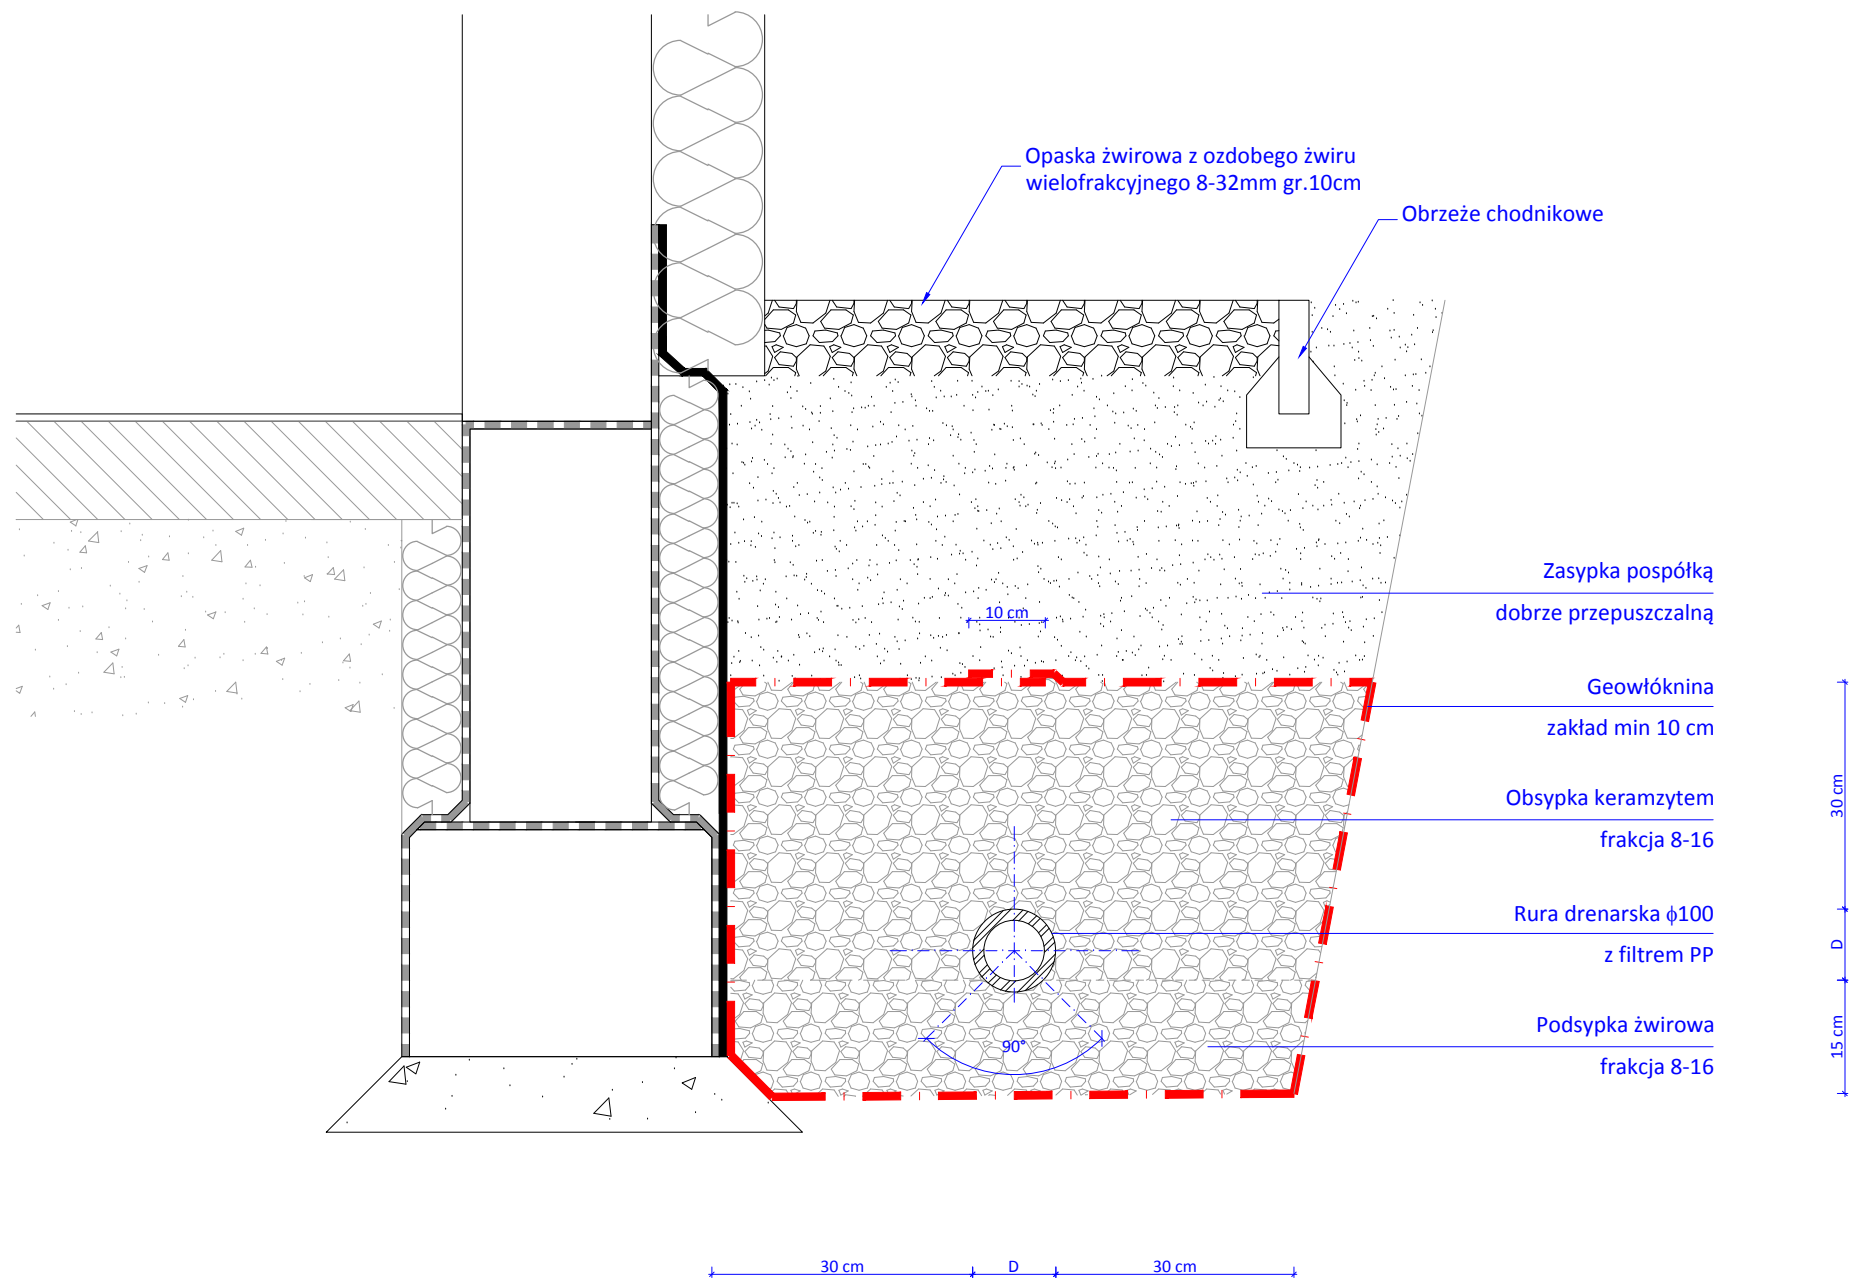 Opaska żwirowa z ozdobego żwiru
wielofrakcyjnego 8-32mm gr.10cm
Obrzeże chodnikowe
Zasypka pospółką
dobrze przepuszczalną
10 cm
Geowłóknina
zakład min 10 cm
Obsypka keramzytem
frakcja 8-16
30 cm
Rura drenarska ϕ100
z filtrem PP
D
Podsypka żwirowa
frakcja 8-16
15 cm
90°
30 cm
D
30 cm